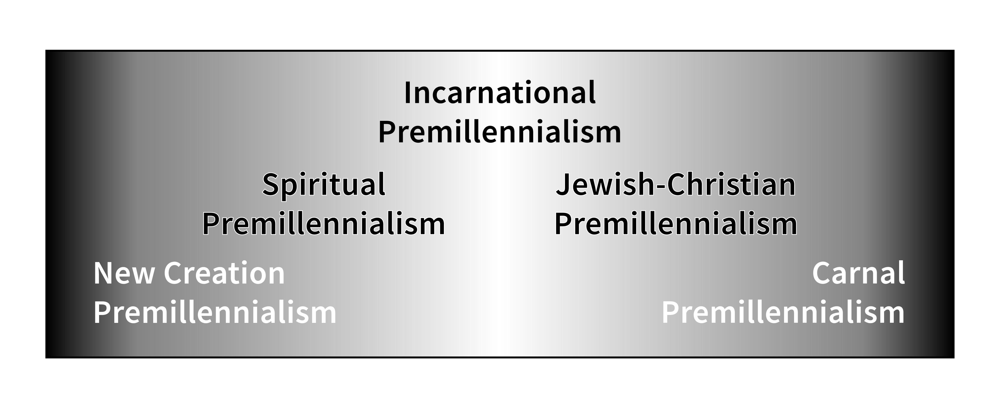 Incarnational
Premillennialism
Spiritual
Premillennialism
Jewish-Christian
Premillennialism
New Creation
Premillennialism
Carnal
Premillennialism